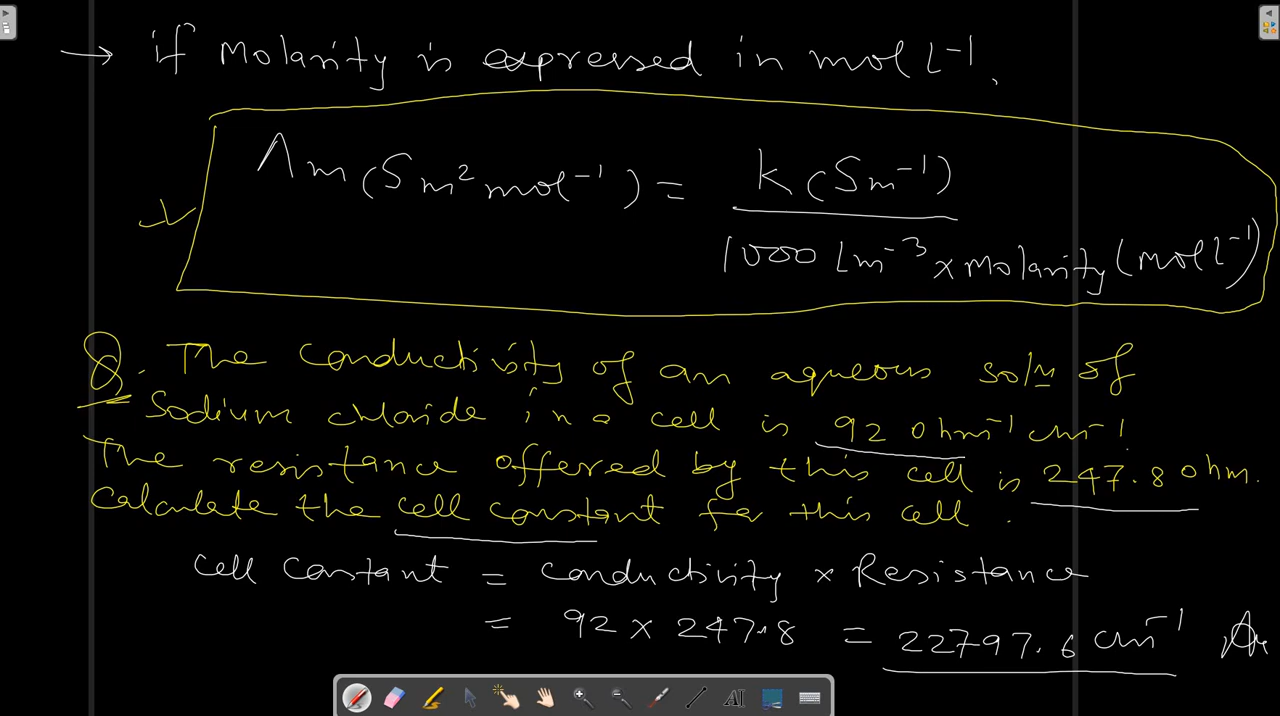 → if Molarity is expressed in mol L⁻¹.
Λm (S m² mol⁻¹) = k (S m⁻¹)
1000 L m⁻³ × Molarity (mol L⁻¹)
Q. The conductivity of an aqueous soln of
Sodium chloride in a cell is 92 ohm⁻¹ cm⁻¹
The resistance offered by this cell is 247.8 ohm.
Calculate the cell constant for this cell.
Cell Constant = Conductivity × Resistance
= 92 × 247.8 = 22797.6 cm⁻¹
AI